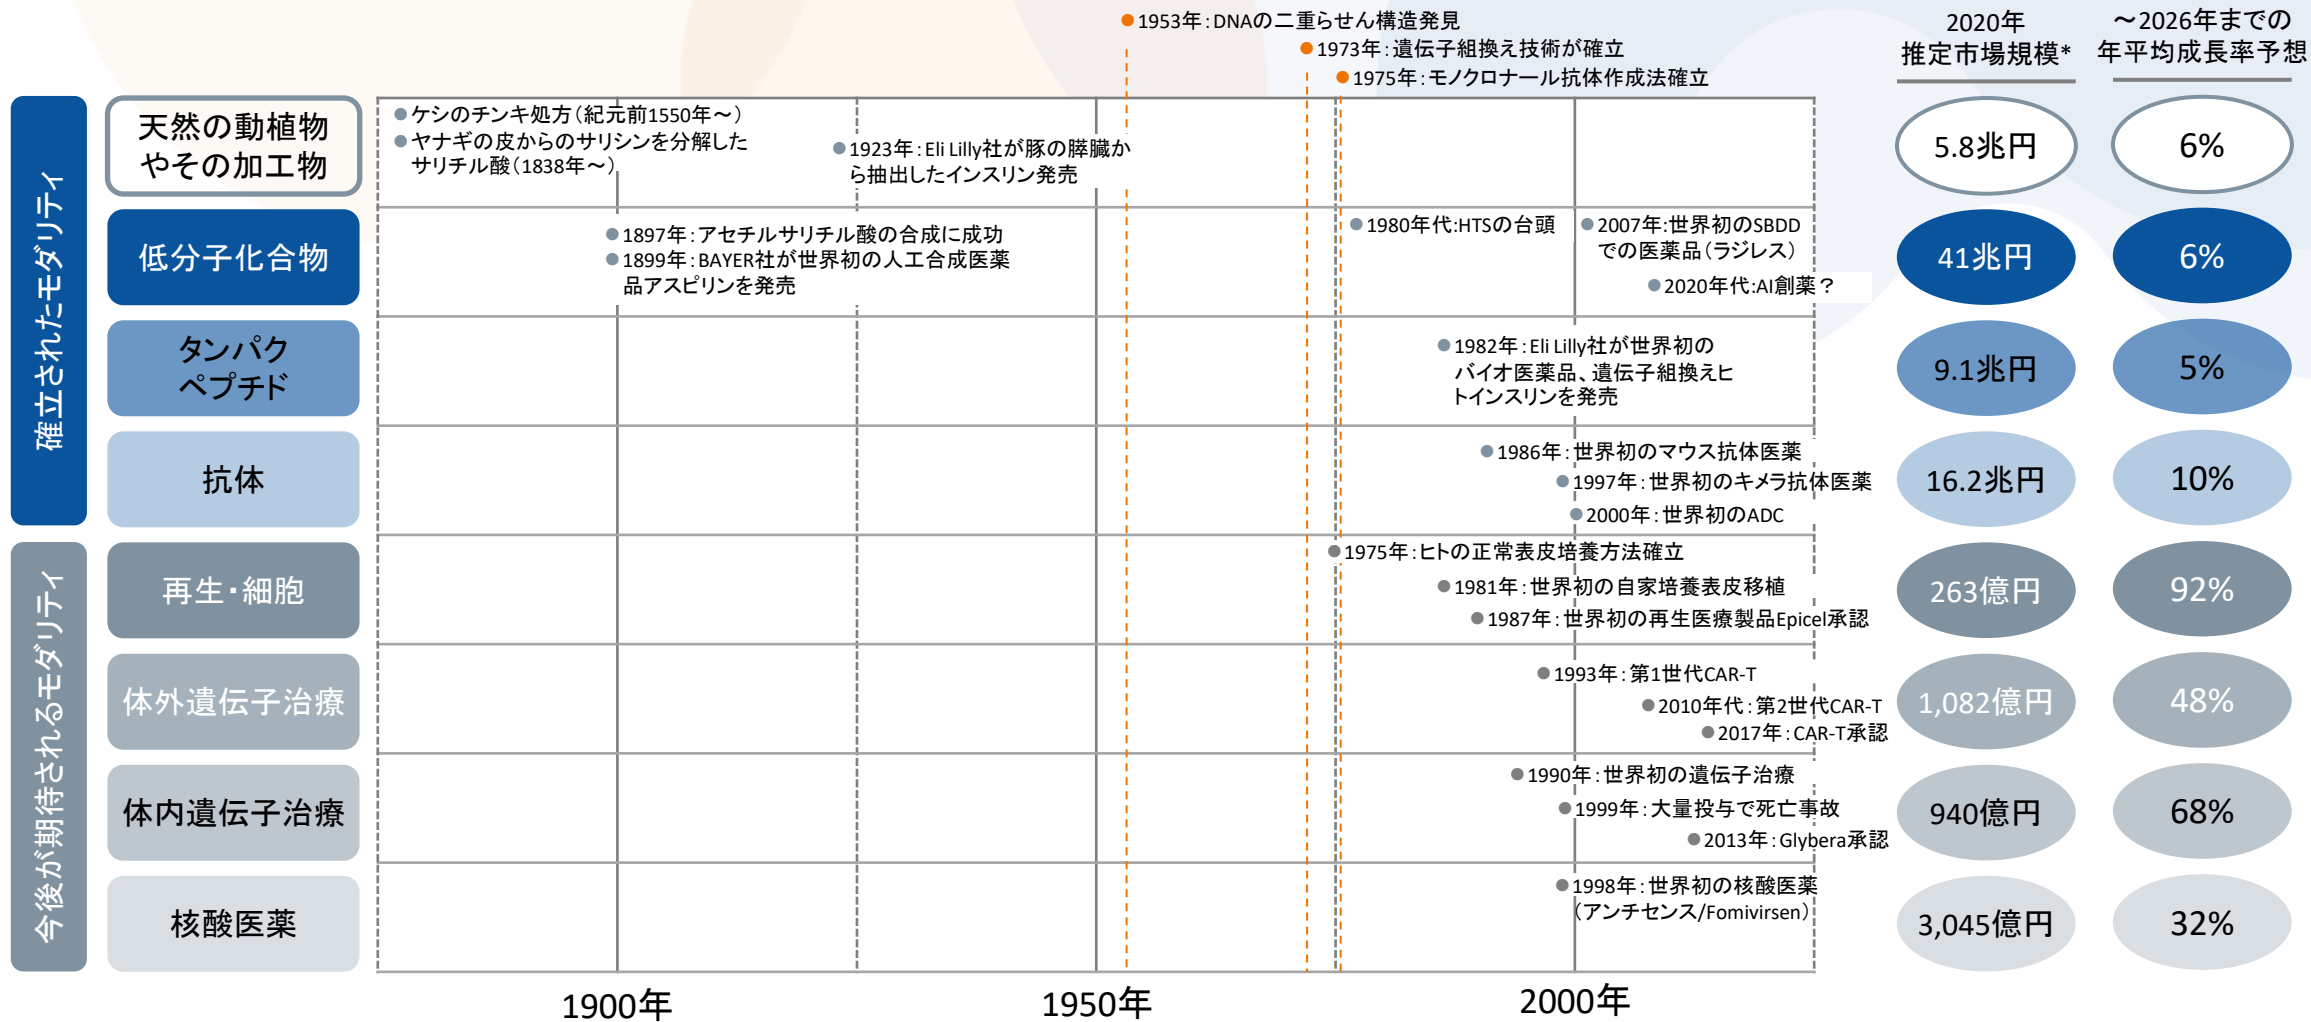 1953年：DNAの二重らせん構造発見
1973年：遺伝子組換え技術が確立
1975年：モノクロナール抗体作成法確立
2020年
推定市場規模*
～2026年までの
年平均成長率予想
確立されたモダリティ
天然の動植物
やその加工物
ケシのチンキ処方（紀元前1550年～）
ヤナギの皮からのサリシンを分解した
サリチル酸（1838年～）
1923年：Eli Lilly社が豚の膵臓か
ら抽出したインスリン発売
5.8兆円
6%
低分子化合物
1897年：アセチルサリチル酸の合成に成功
1899年：BAYER社が世界初の人工合成医薬
品アスピリンを発売
1980年代:HTSの台頭
2007年:世界初のSBDD
での医薬品（ラジレス）
2020年代:AI創薬？
41兆円
6%
タンパク
ペプチド
1982年：Eli Lilly社が世界初の
バイオ医薬品、遺伝子組換えヒ
トインスリンを発売
9.1兆円
5%
抗体
1986年：世界初のマウス抗体医薬
1997年：世界初のキメラ抗体医薬
2000年：世界初のADC
16.2兆円
10%
今後が期待されるモダリティ
再生・細胞
1975年：ヒトの正常表皮培養方法確立
1981年：世界初の自家培養表皮移植
1987年：世界初の再生医療製品Epicel承認
263億円
92%
体外遺伝子治療
1993年：第1世代CAR-T
2010年代：第2世代CAR-T
2017年：CAR-T承認
1,082億円
48%
体内遺伝子治療
1990年：世界初の遺伝子治療
1999年：大量投与で死亡事故
2013年：Glybera承認
940億円
68%
核酸医薬
1998年：世界初の核酸医薬
（アンチセンス/Fomivirsen）
3,045億円
32%
1900年
1950年
2000年